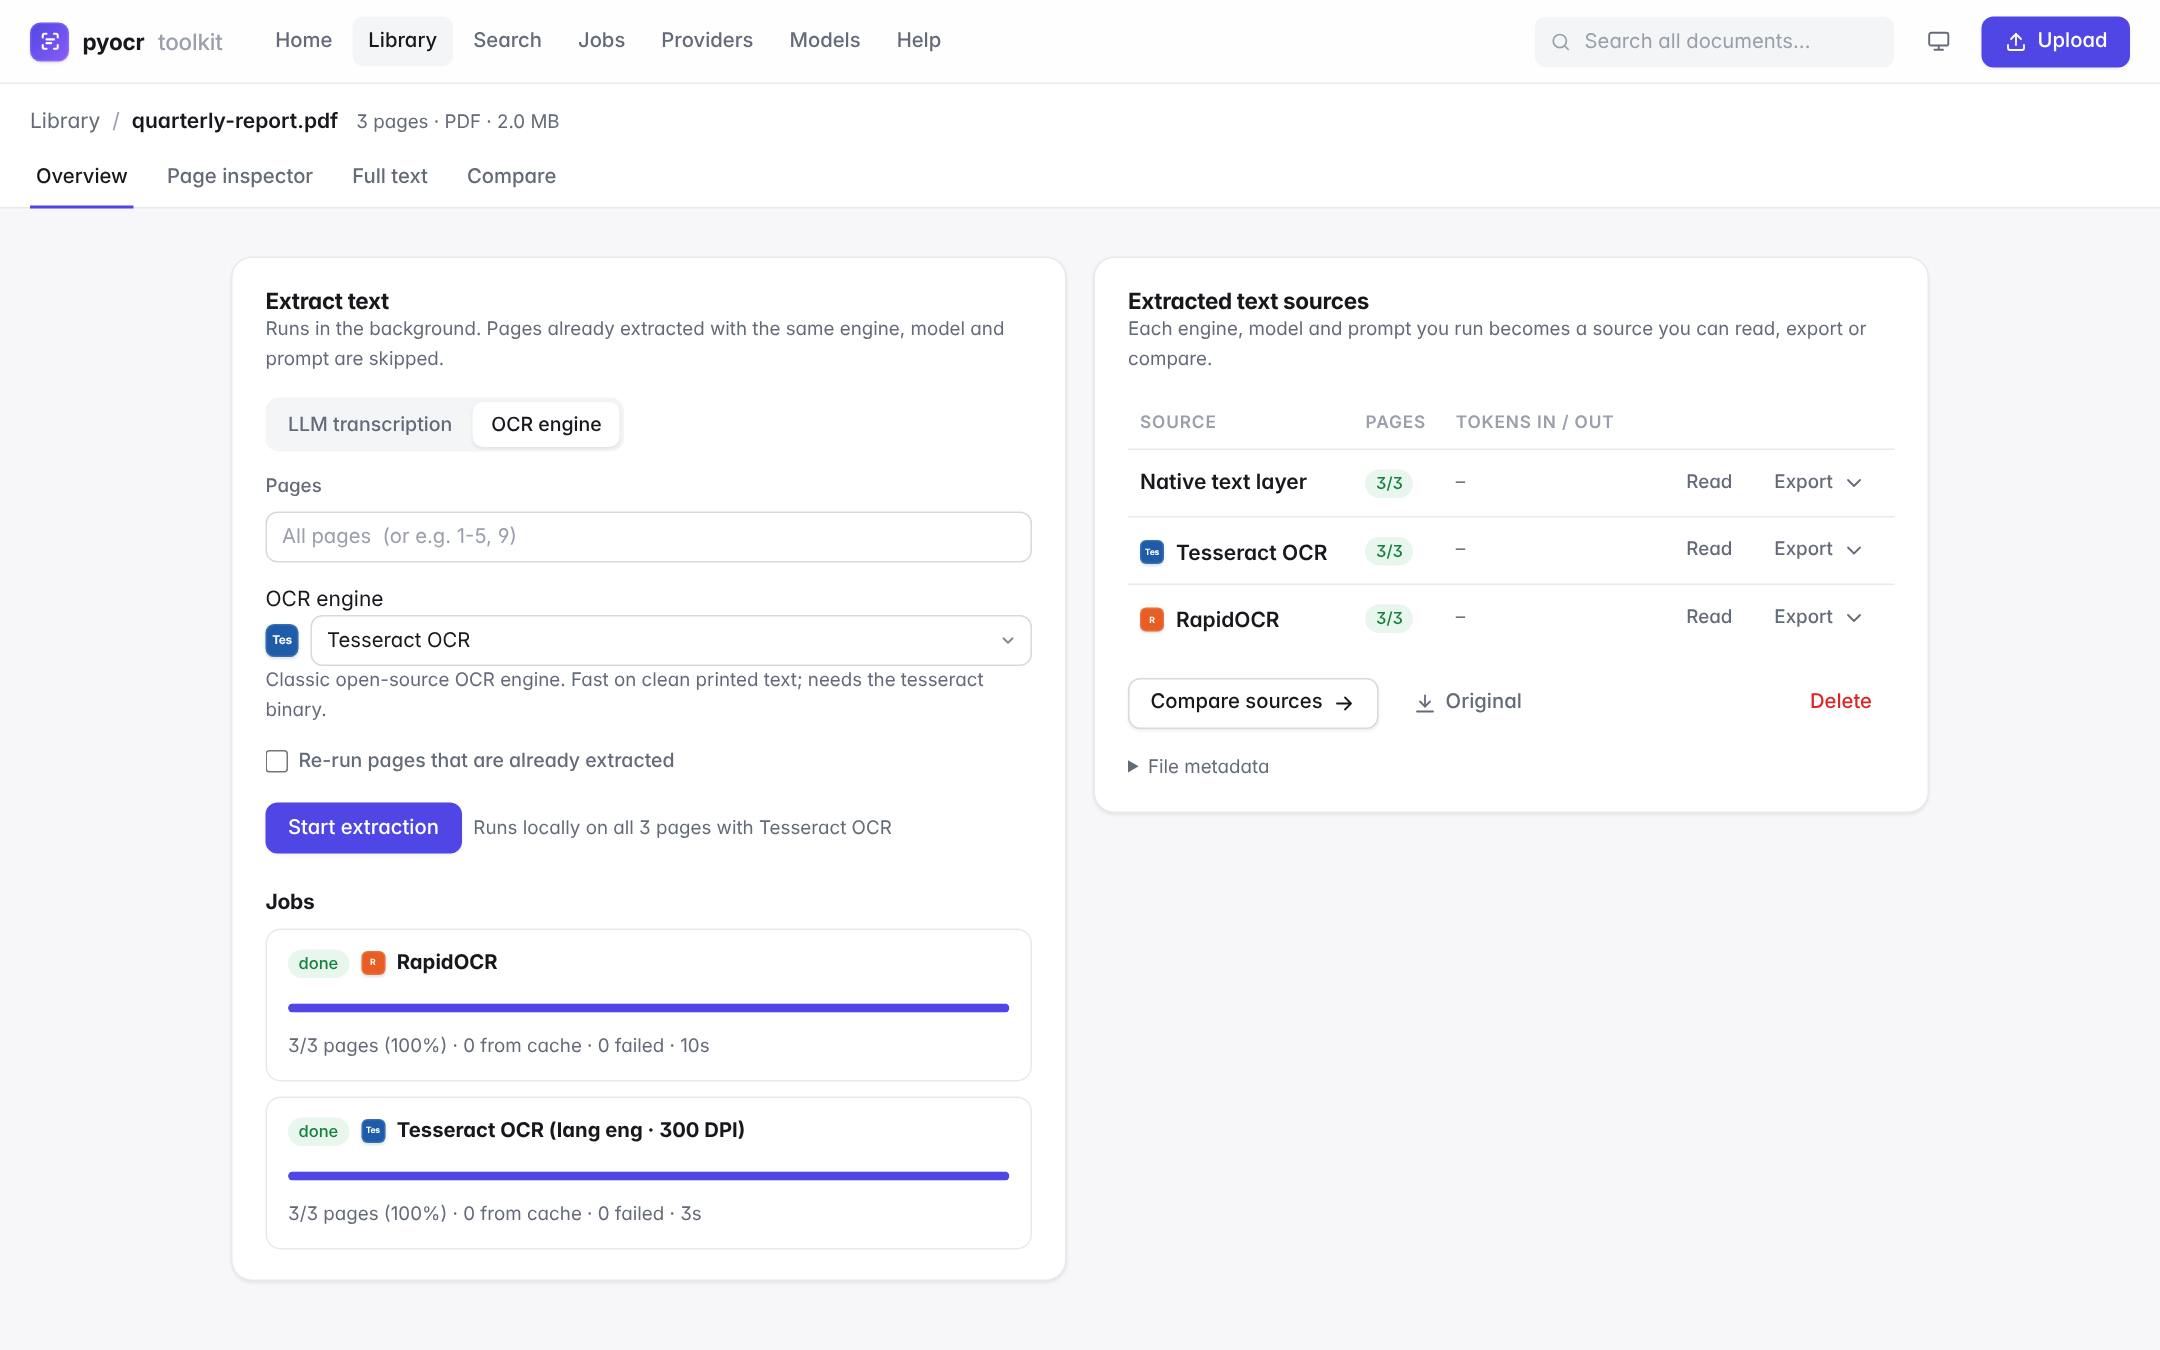 pyocr toolkit Home Library Search Jobs Providers Models Help Search all documents... Upload
Library / quarterly-report.pdf 3 pages · PDF · 2.0 MB
Overview Page inspector Full text Compare
Extract text
Runs in the background. Pages already extracted with the same engine, model and
prompt are skipped.
LLM transcription OCR engine
Pages
All pages (or e.g. 1-5, 9)
OCR engine
Tes Tesseract OCR
Classic open-source OCR engine. Fast on clean printed text; needs the tesseract
binary.
Re-run pages that are already extracted
Start extraction Runs locally on all 3 pages with Tesseract OCR
Jobs
done R RapidOCR
3/3 pages (100%) · 0 from cache · 0 failed · 10s
done Tes Tesseract OCR (lang eng · 300 DPI)
3/3 pages (100%) · 0 from cache · 0 failed · 3s
Extracted text sources
Each engine, model and prompt you run becomes a source you can read, export or
compare.
SOURCE PAGES TOKENS IN / OUT
Native text layer 3/3 – Read Export
Tes Tesseract OCR 3/3 – Read Export
R RapidOCR 3/3 – Read Export
Compare sources → Original Delete
File metadata